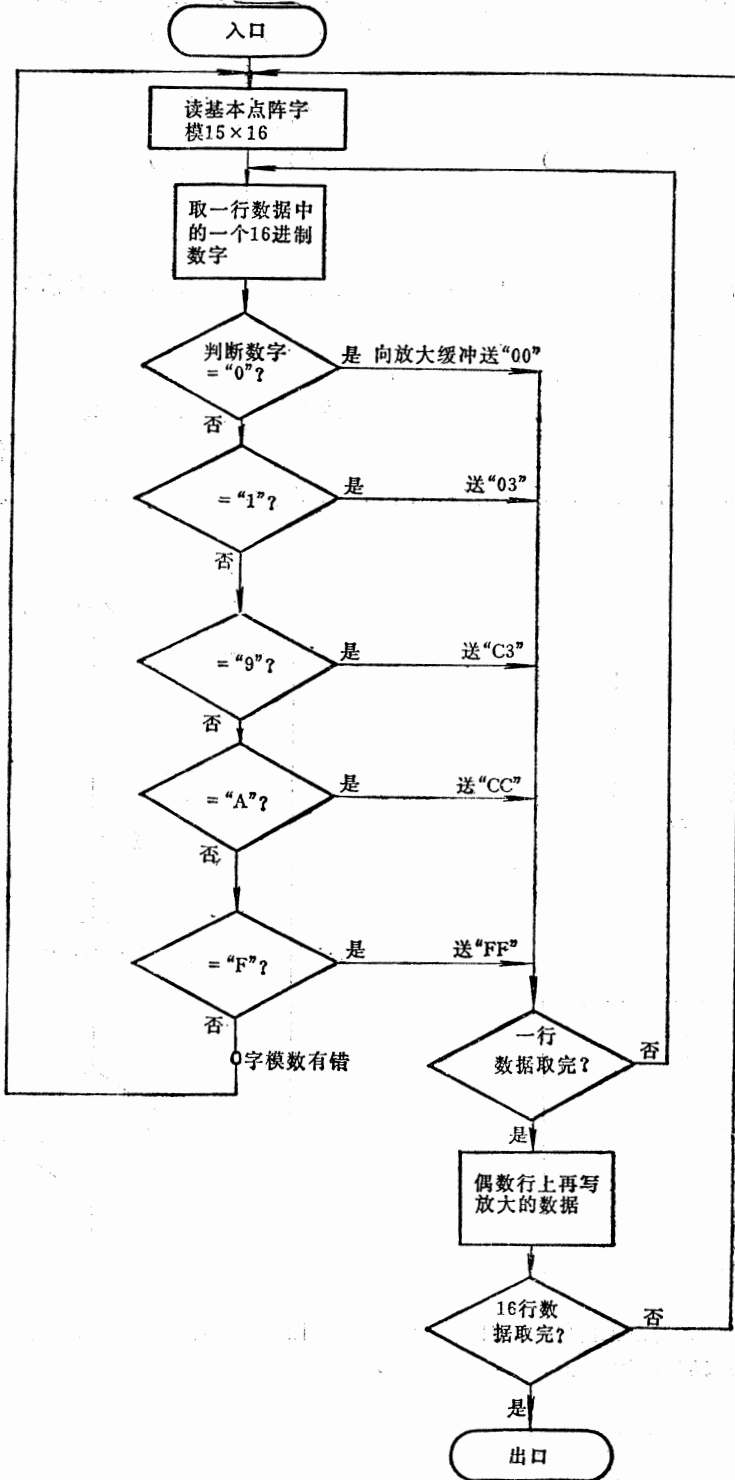 入口
读基本点阵字
模15×16
取一行数据中
的一个16进制
数字
判断数字
=“0”?
是 向放大缓冲送“00”
否
=“1”?
是 送“03”
否
=“9”?
是 送“C3”
否
=“A”?
是 送“CC”
否
=“F”?
是 送“FF”
否
字模数有错
一行
数据取完?
否
是
偶数行上再写
放大的数据
16行数
据取完?
否
是
出口